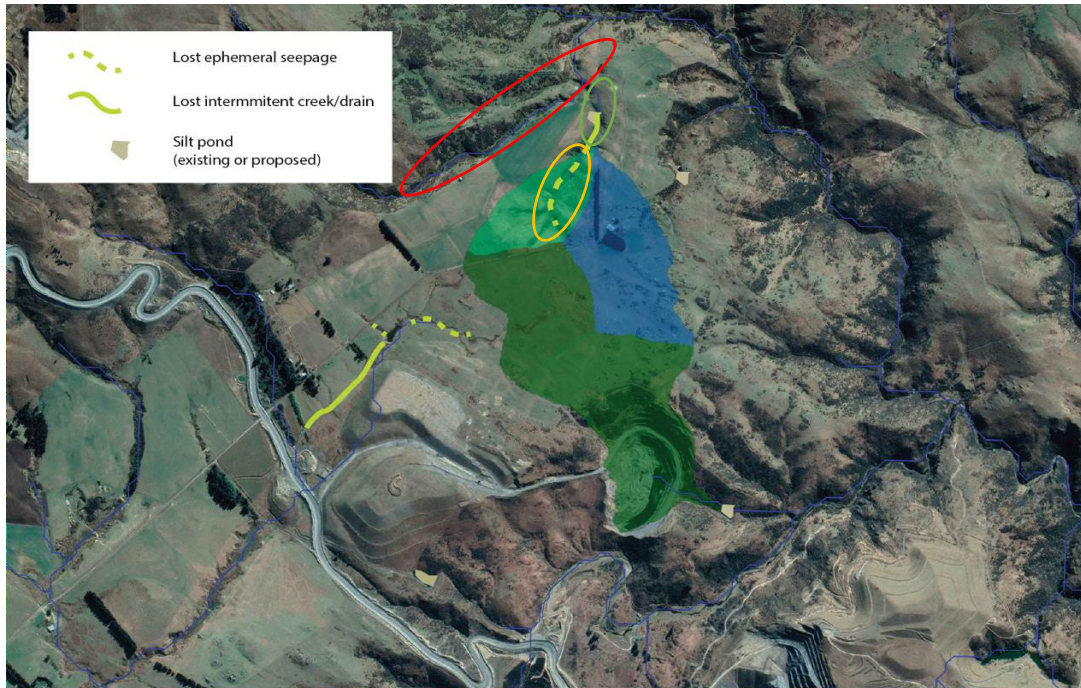 Lost ephemeral seepage
Lost intermmitent creek/drain
Silt pond
(existing or proposed)